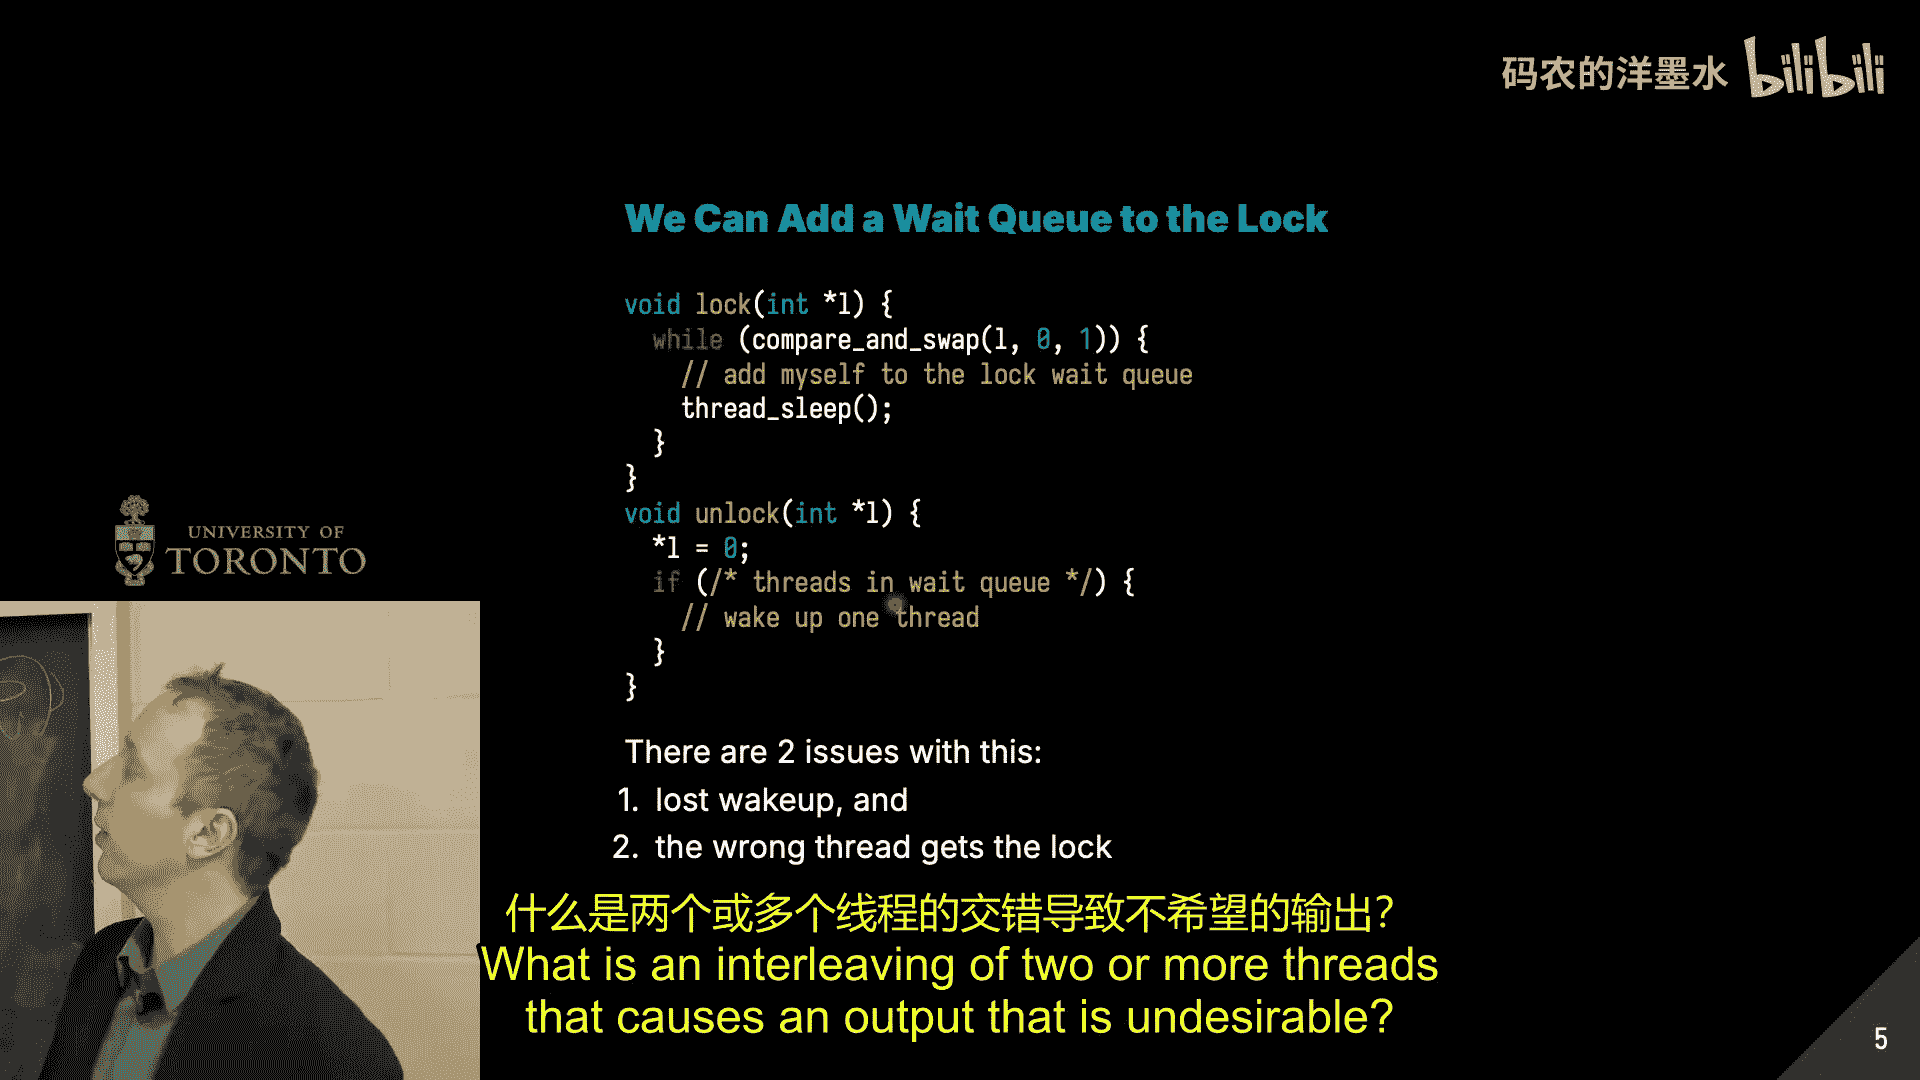 码农的洋墨水 bilibili
We Can Add a Wait Queue to the Lock
void lock(int *l) {
while (compare_and_swap(l, 0, 1)) {
// add myself to the lock wait queue
thread_sleep();
}
}
void unlock(int *l) {
*l = 0;
if (/* threads in wait queue */) {
// wake up one thread
}
}
UNIVERSITY OF
TORONTO
There are 2 issues with this:
1. lost wakeup, and
2. the wrong thread gets the lock
什么是两个或多个线程的交错导致不希望的输出?
What is an interleaving of two or more threads
that causes an output that is undesirable?
5